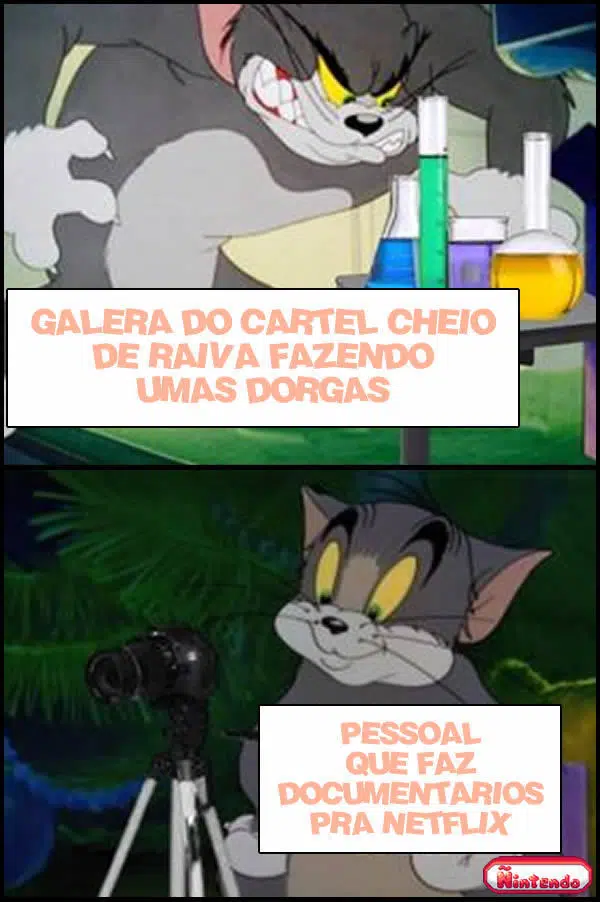 GALERA DO CARTEL CHEIO
DE RAIVA FAZENDO
UMAS DORGAS
PESSOAL
QUE FAZ
DOCUMENTARIOS
PRA NETFLIX
Ñ
Ñintendo